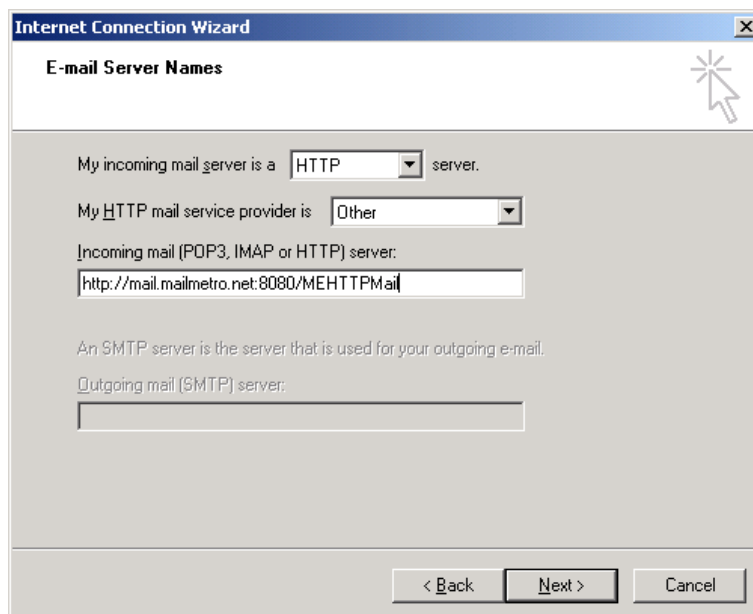 Internet Connection Wizard
E-mail Server Names
My incoming mail server is a HTTP server.
My HTTP mail service provider is Other
Incoming mail (POP3, IMAP or HTTP) server:
http://mail.mailmetro.net:8080/MEHTTPMail
An SMTP server is the server that is used for your outgoing e-mail.
Outgoing mail (SMTP) server:
< Back Next > Cancel